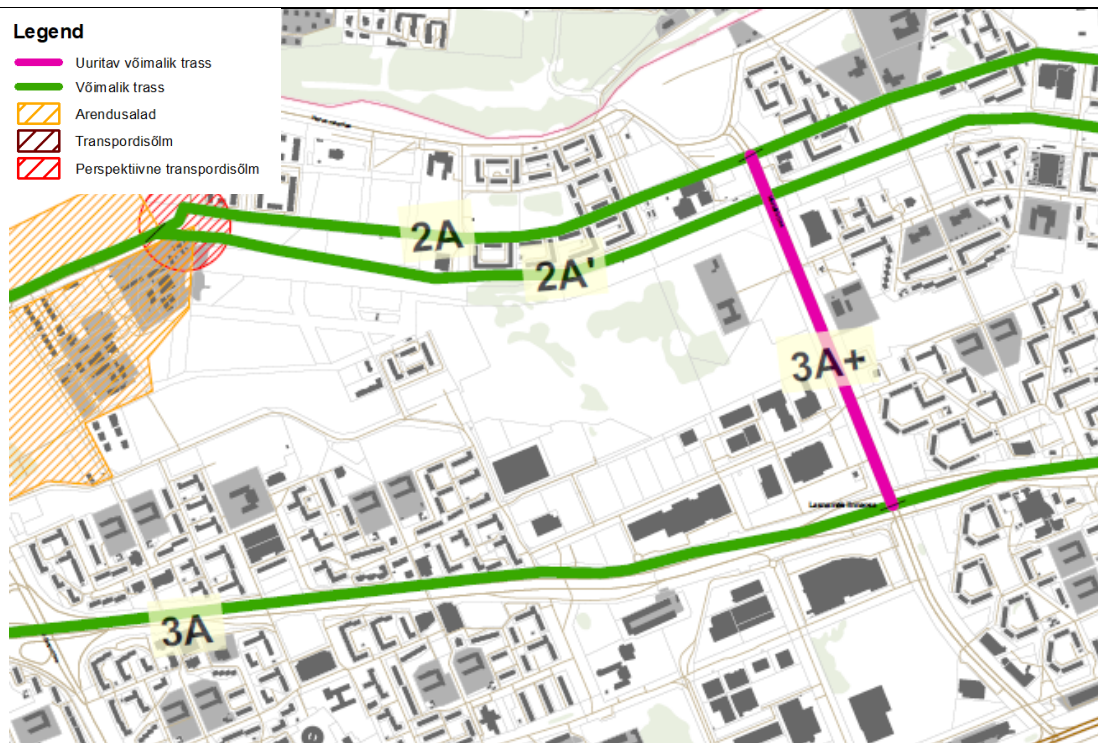 Legend
Uuritav võimalik trass
Võimalik trass
Arendusalad
Transpordisõlm
Perspektiivne transpordisõlm
2A
2A'
3A+
3A